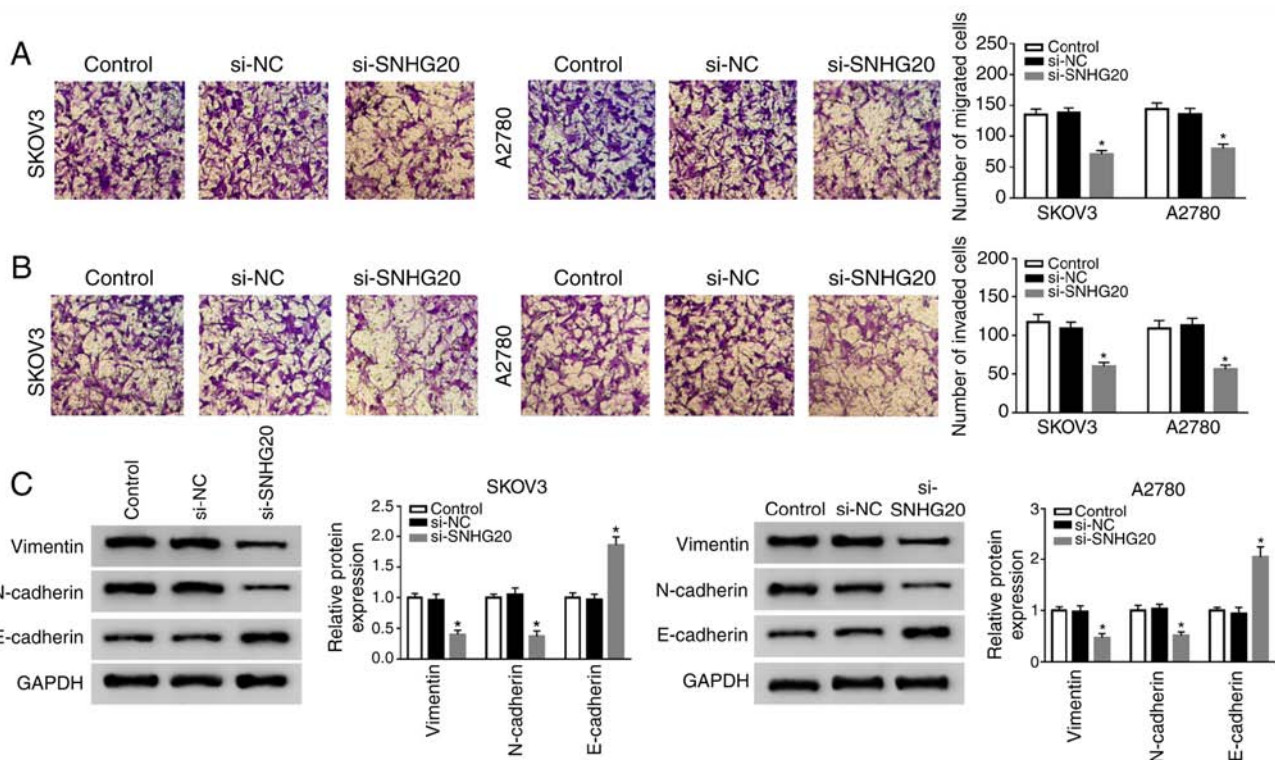 A
Control
si-NC
si-SNHG20
SKOV3
Control
si-NC
si-SNHG20
A2780
Number of migrated cells
250
200
150
100
50
0
Control
si-NC
si-SNHG20
*
*
SKOV3
A2780
B
Control
si-NC
si-SNHG20
SKOV3
Control
si-NC
si-SNHG20
A2780
Number of invaded cells
200
150
100
50
0
Control
si-NC
si-SNHG20
*
*
SKOV3
A2780
C
Control
si-NC
si-SNHG20
Vimentin
N-cadherin
E-cadherin
GAPDH
SKOV3
Relative protein
expression
2.5
2.0
1.5
1.0
0.5
0.0
Control
si-NC
si-SNHG20
*
*
*
Vimentin
N-cadherin
E-cadherin
Control
si-NC
si-
SNHG20
Vimentin
N-cadherin
E-cadherin
GAPDH
A2780
Relative protein
expression
3
2
1
0
Control
si-NC
si-SNHG20
*
*
*
Vimentin
N-cadherin
E-cadherin